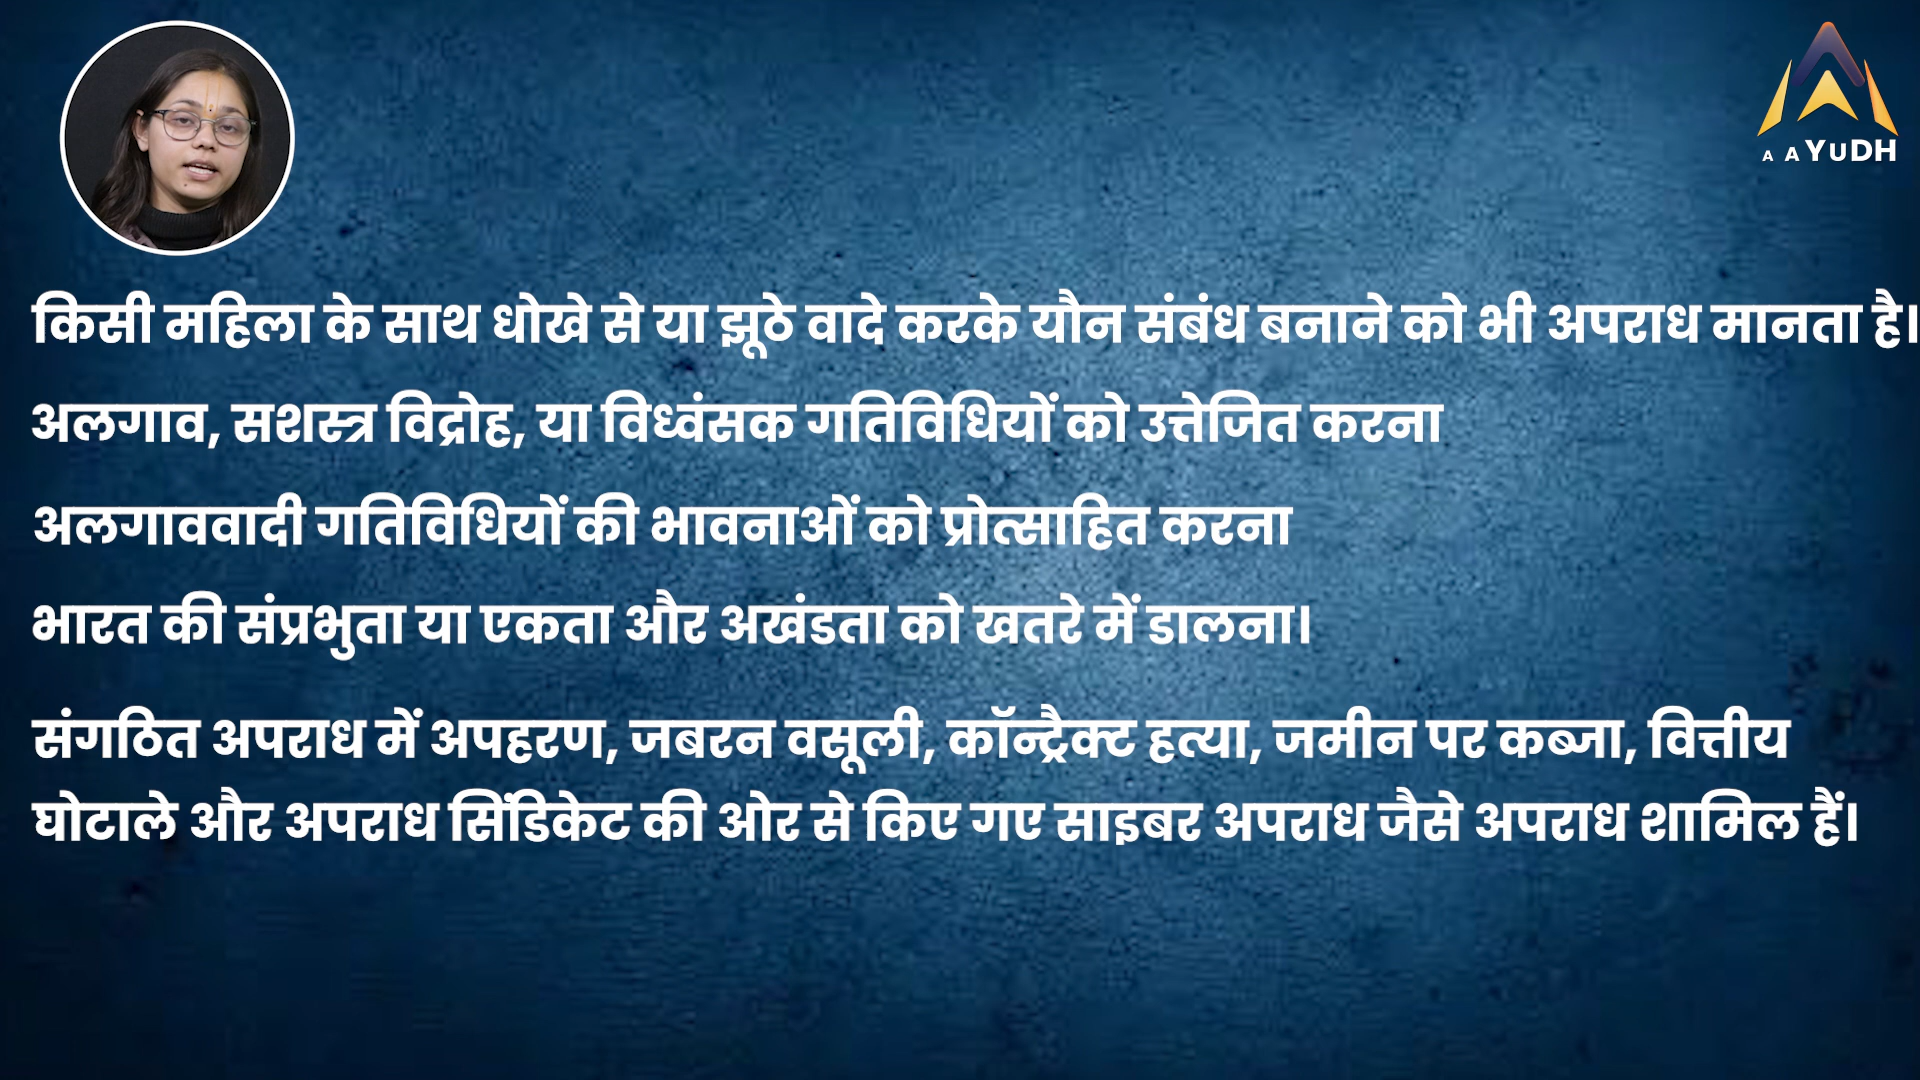 AAYUDH
किसी महिला के साथ धोखे से या झूठे वादे करके यौन संबंध बनाने को भी अपराध मानता है।
अलगाव, सशस्त्र विद्रोह, या विध्वंसक गतिविधियों को उत्तेजित करना
अलगाववादी गतिविधियों की भावनाओं को प्रोत्साहित करना
भारत की संप्रभुता या एकता और अखंडता को खतरे में डालना।
संगठित अपराध में अपहरण, जबरन वसूली, कॉन्ट्रैक्ट हत्या, जमीन पर कब्जा, वित्तीय
घोटाले और अपराध सिंडिकेट की ओर से किए गए साइबर अपराध जैसे अपराध शामिल हैं।